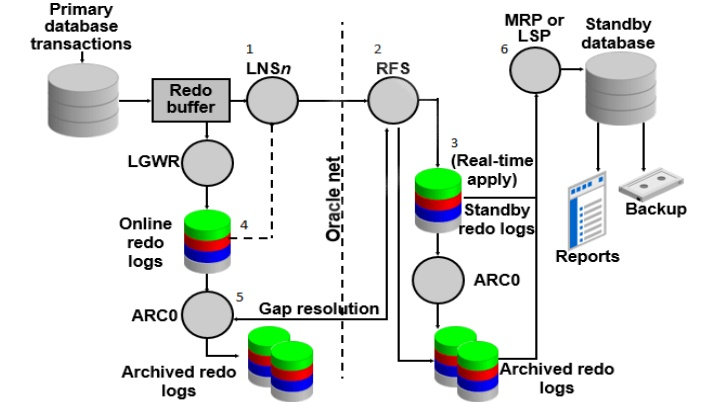 Primary
database
transactions
Redo
buffer
1
LNSn
2
RFS
MRP or
LSP
6
Standby
database
LGWR
3
(Real-time
apply)
Standby
redo logs
Online
redo
logs
4
Oracle net
Reports
Backup
ARC0
5
Gap resolution
ARC0
Archived redo
logs
Archived redo
logs